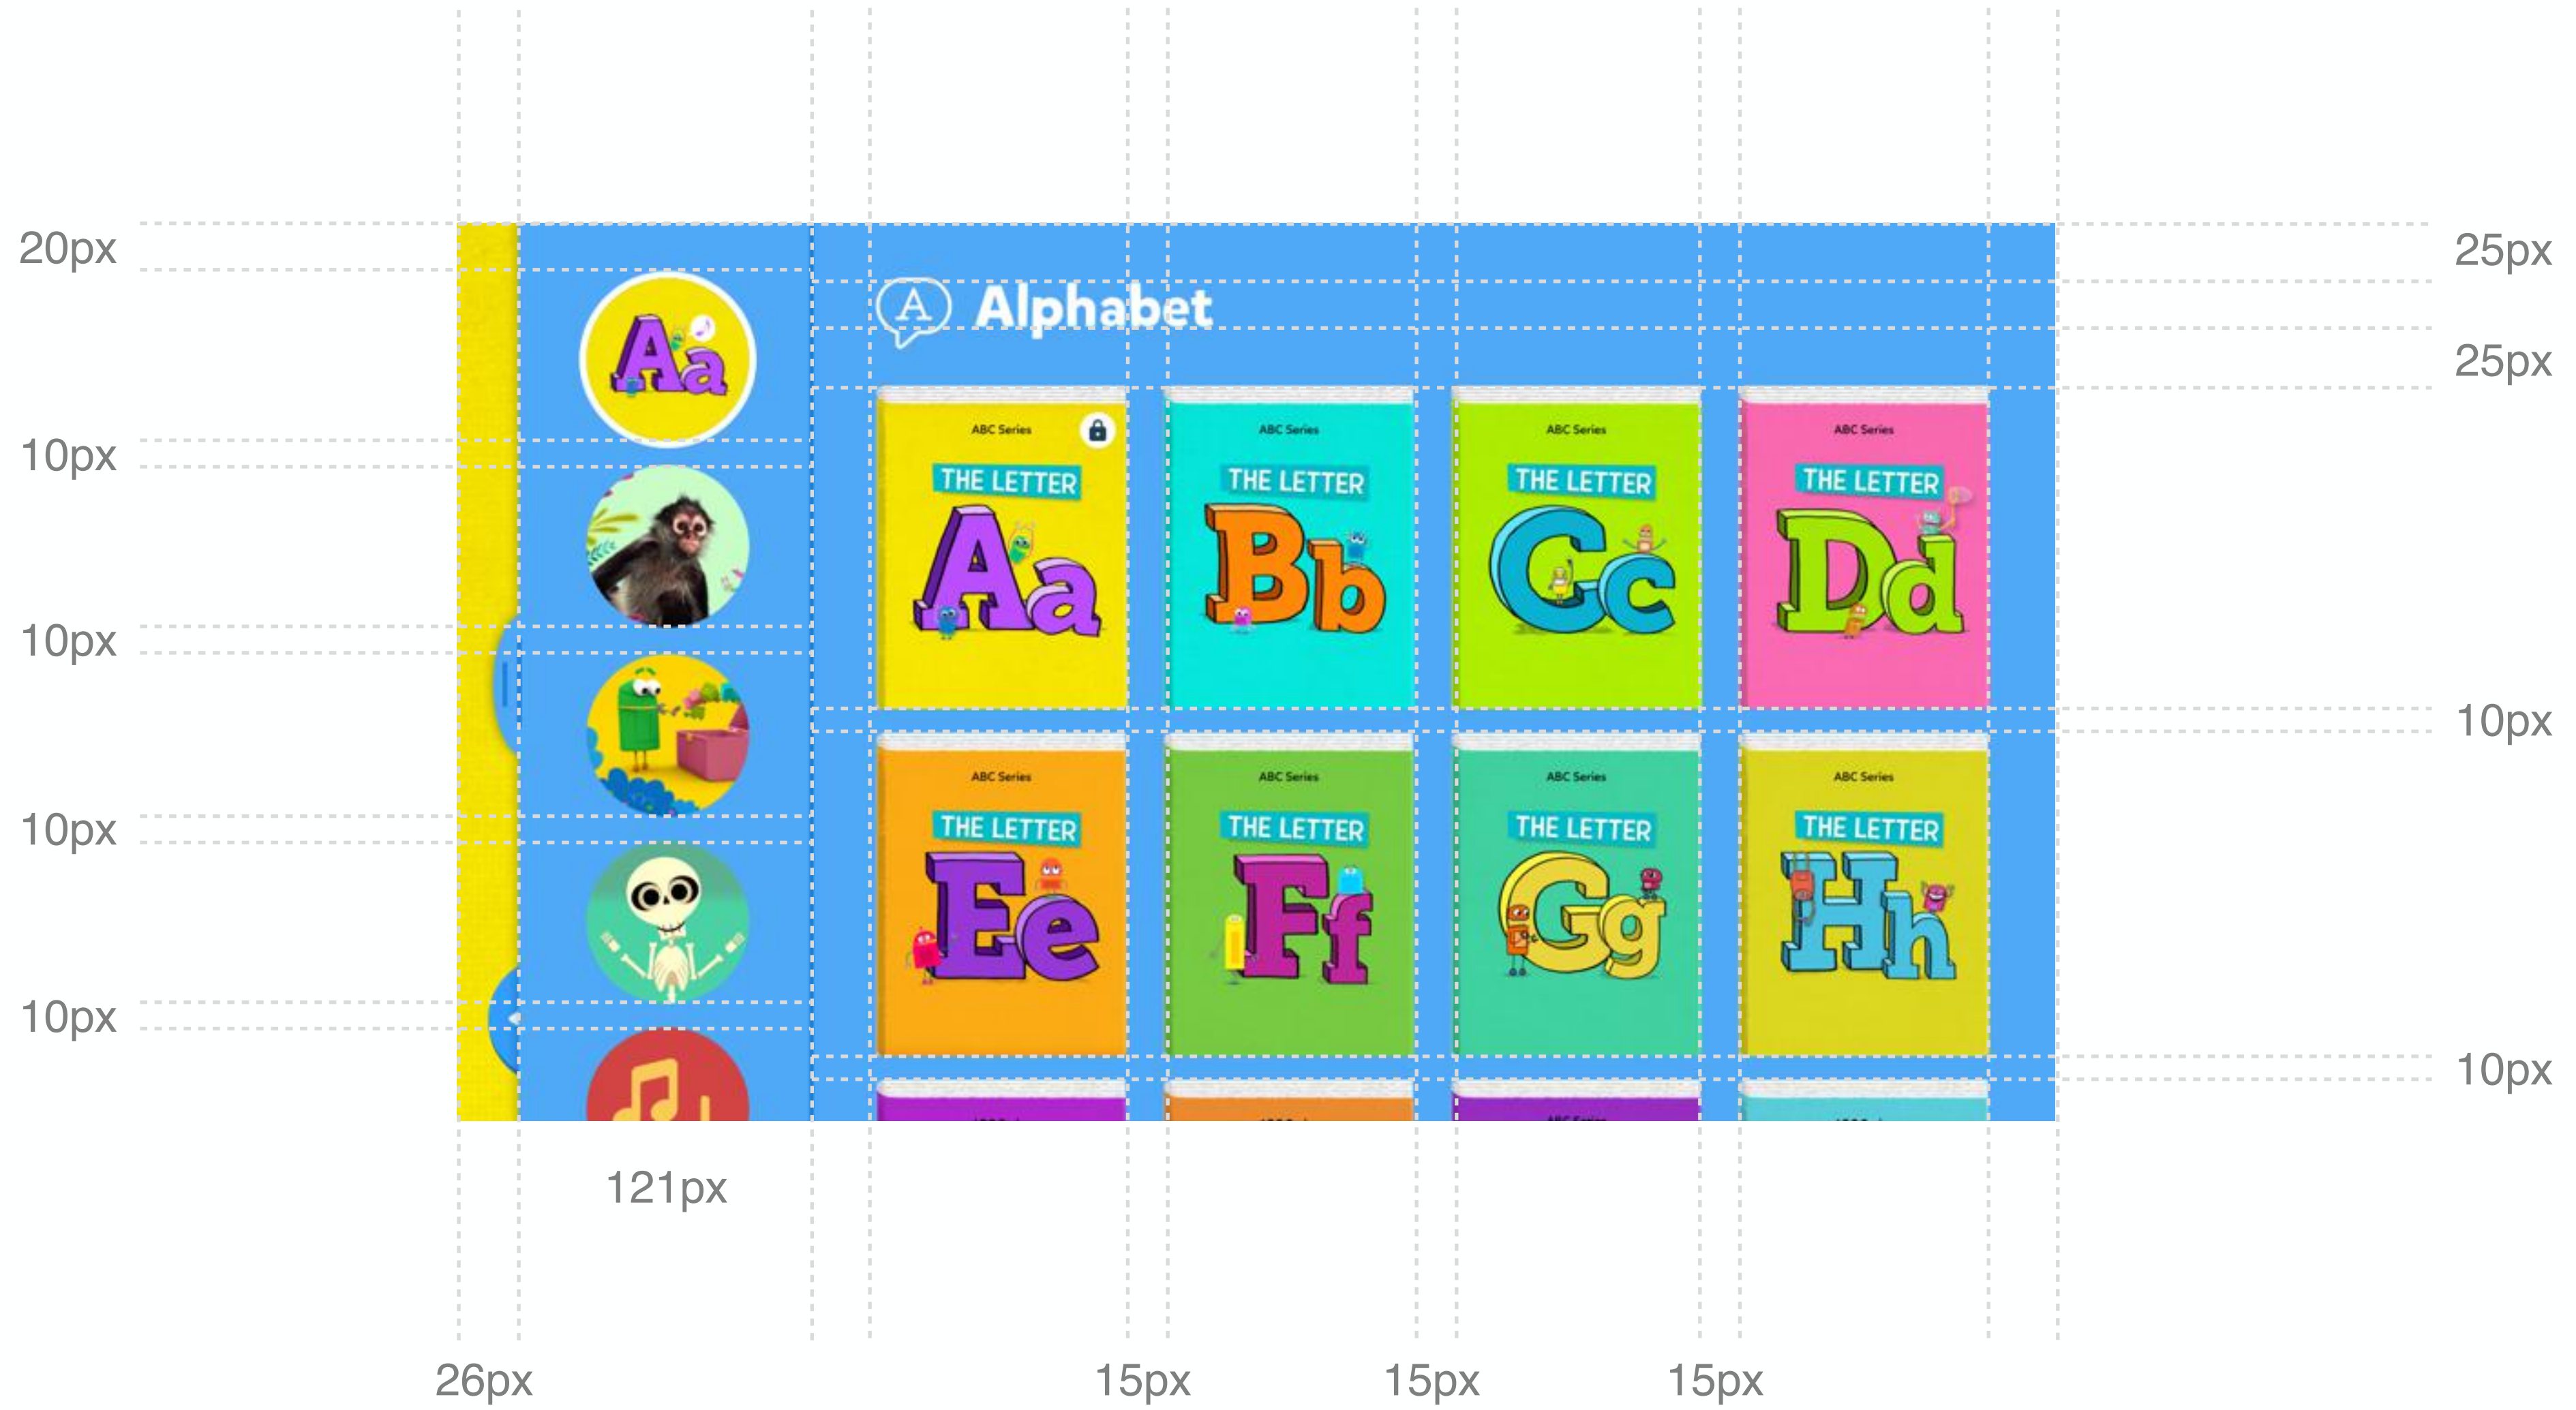 20px
25px
A Alphabet
Aa
25px
ABC Series
ABC Series
ABC Series
ABC Series
10px
THE LETTER
THE LETTER
THE LETTER
THE LETTER
Aa
Bb
Cc
Dd
10px
10px
ABC Series
ABC Series
ABC Series
ABC Series
THE LETTER
THE LETTER
THE LETTER
THE LETTER
10px
Ee
Ff
Gg
Hh
10px
10px
121px
26px
15px
15px
15px